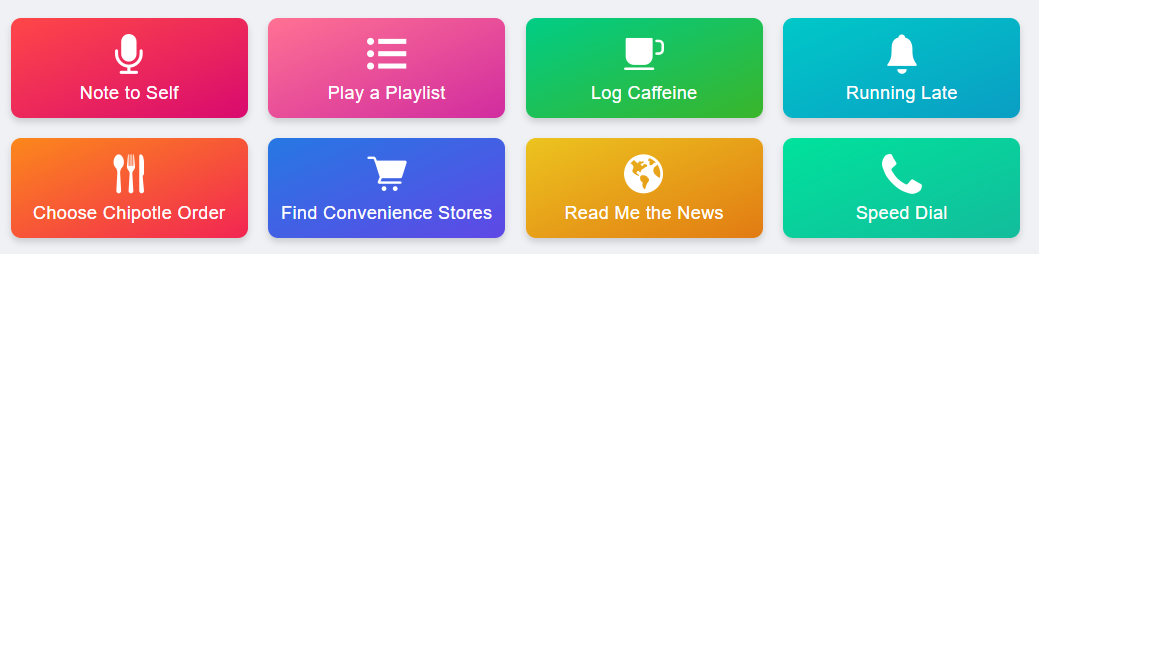 Note to Self
Play a Playlist
Log Caffeine
Running Late
Choose Chipotle Order
Find Convenience Stores
Read Me the News
Speed Dial